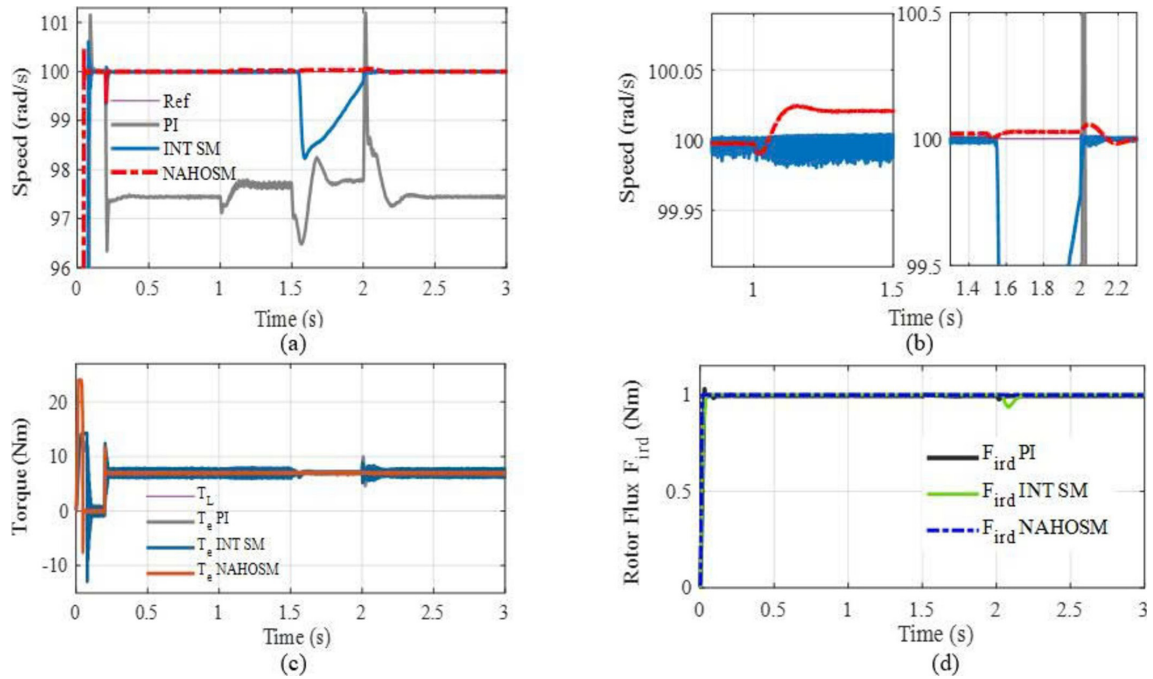 101
100
99
98
97
96
Speed (rad/s)
Ref
PI
INT SM
NAHOSM
0 0.5 1 1.5 2 2.5 3
Time (s)
(a)
100.05
100
99.95
Speed (rad/s)
1 1.5
100.5
100
99.5
1.4 1.6 1.8 2 2.2
Time (s)
(b)
20
10
0
-10
Torque (Nm)
T_L
T_e PI
T_e INT SM
T_e NAHOSM
0 0.5 1 1.5 2 2.5 3
Time (s)
(c)
1
0.5
0
Rotor Flux F_ird (Nm)
F_ird PI
F_ird INT SM
F_ird NAHOSM
0 0.5 1 1.5 2 2.5 3
Time (s)
(d)